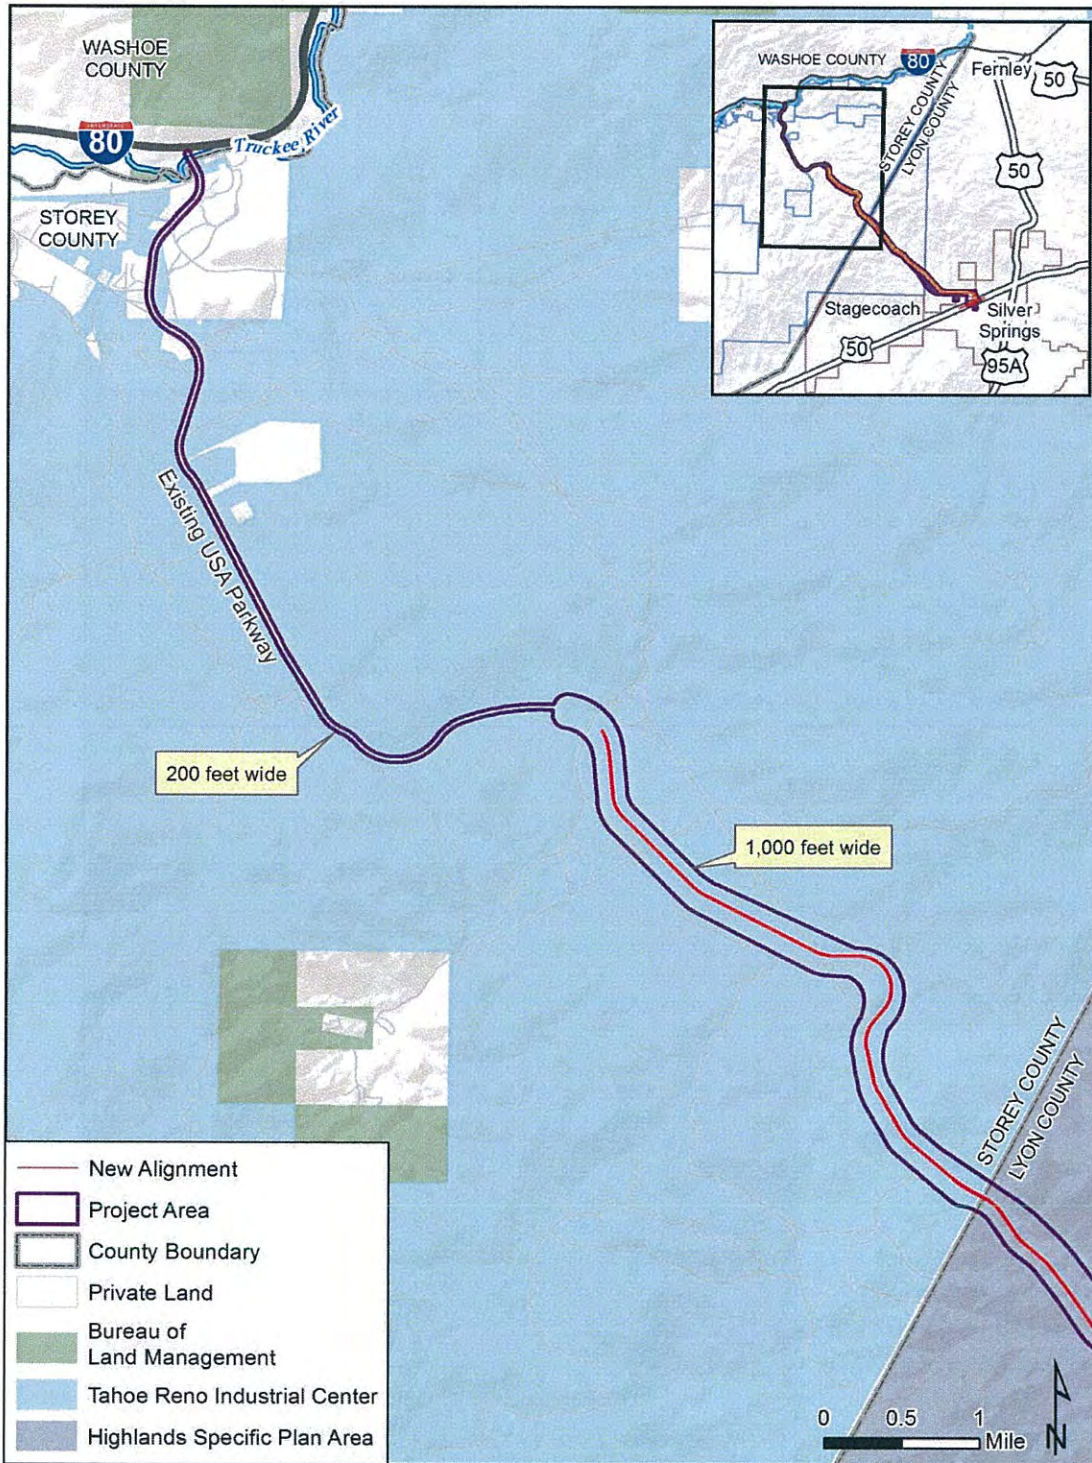 WASHOE
COUNTY
INTERSTATE
80
Truckee River
STOREY
COUNTY
WASHOE COUNTY
80
Fernley
50
STOREY COUNTY
LYON COUNTY
50
Stagecoach
Silver
Springs
50
95A
Existing USA Parkway
200 feet wide
1,000 feet wide
STOREY COUNTY
LYON COUNTY
New Alignment
Project Area
County Boundary
Private Land
Bureau of
Land Management
Tahoe Reno Industrial Center
Highlands Specific Plan Area
0 0.5 1
Mile
N